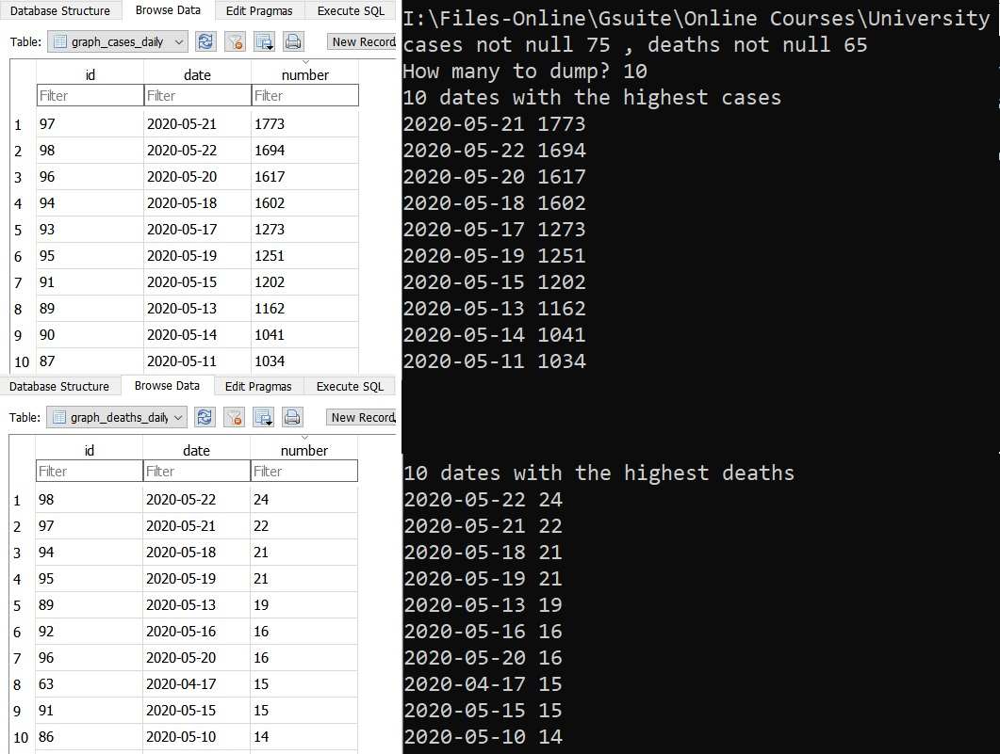 Database Structure Browse Data Edit Pragmas Execute SQL
Table: graph_cases_daily New Record
id date number
Filter Filter Filter
1 97 2020-05-21 1773
2 98 2020-05-22 1694
3 96 2020-05-20 1617
4 94 2020-05-18 1602
5 93 2020-05-17 1273
6 95 2020-05-19 1251
7 91 2020-05-15 1202
8 89 2020-05-13 1162
9 90 2020-05-14 1041
10 87 2020-05-11 1034
Database Structure Browse Data Edit Pragmas Execute SQL
Table: graph_deaths_daily New Record
id date number
Filter Filter Filter
1 98 2020-05-22 24
2 97 2020-05-21 22
3 94 2020-05-18 21
4 95 2020-05-19 21
5 89 2020-05-13 19
6 92 2020-05-16 16
7 96 2020-05-20 16
8 63 2020-04-17 15
9 91 2020-05-15 15
10 86 2020-05-10 14
I:\Files-Online\Gsuite\Online Courses\University
cases not null 75 , deaths not null 65
How many to dump? 10
10 dates with the highest cases
2020-05-21 1773
2020-05-22 1694
2020-05-20 1617
2020-05-18 1602
2020-05-17 1273
2020-05-19 1251
2020-05-15 1202
2020-05-13 1162
2020-05-14 1041
2020-05-11 1034
10 dates with the highest deaths
2020-05-22 24
2020-05-21 22
2020-05-18 21
2020-05-19 21
2020-05-13 19
2020-05-16 16
2020-05-20 16
2020-04-17 15
2020-05-15 15
2020-05-10 14